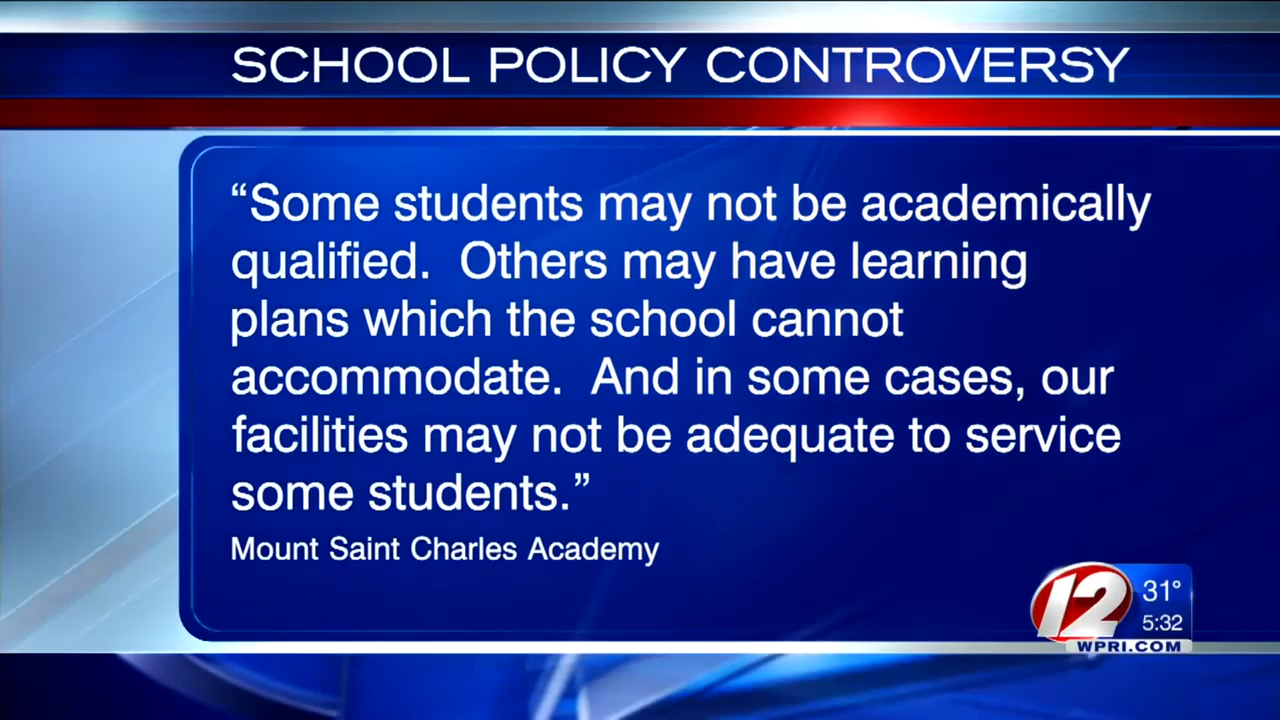 SCHOOL POLICY CONTROVERSY
“Some students may not be academically
qualified.  Others may have learning
plans which the school cannot
accommodate.  And in some cases, our
facilities may not be adequate to service
some students.”
Mount Saint Charles Academy
12
31°
5:32
WPRI.COM